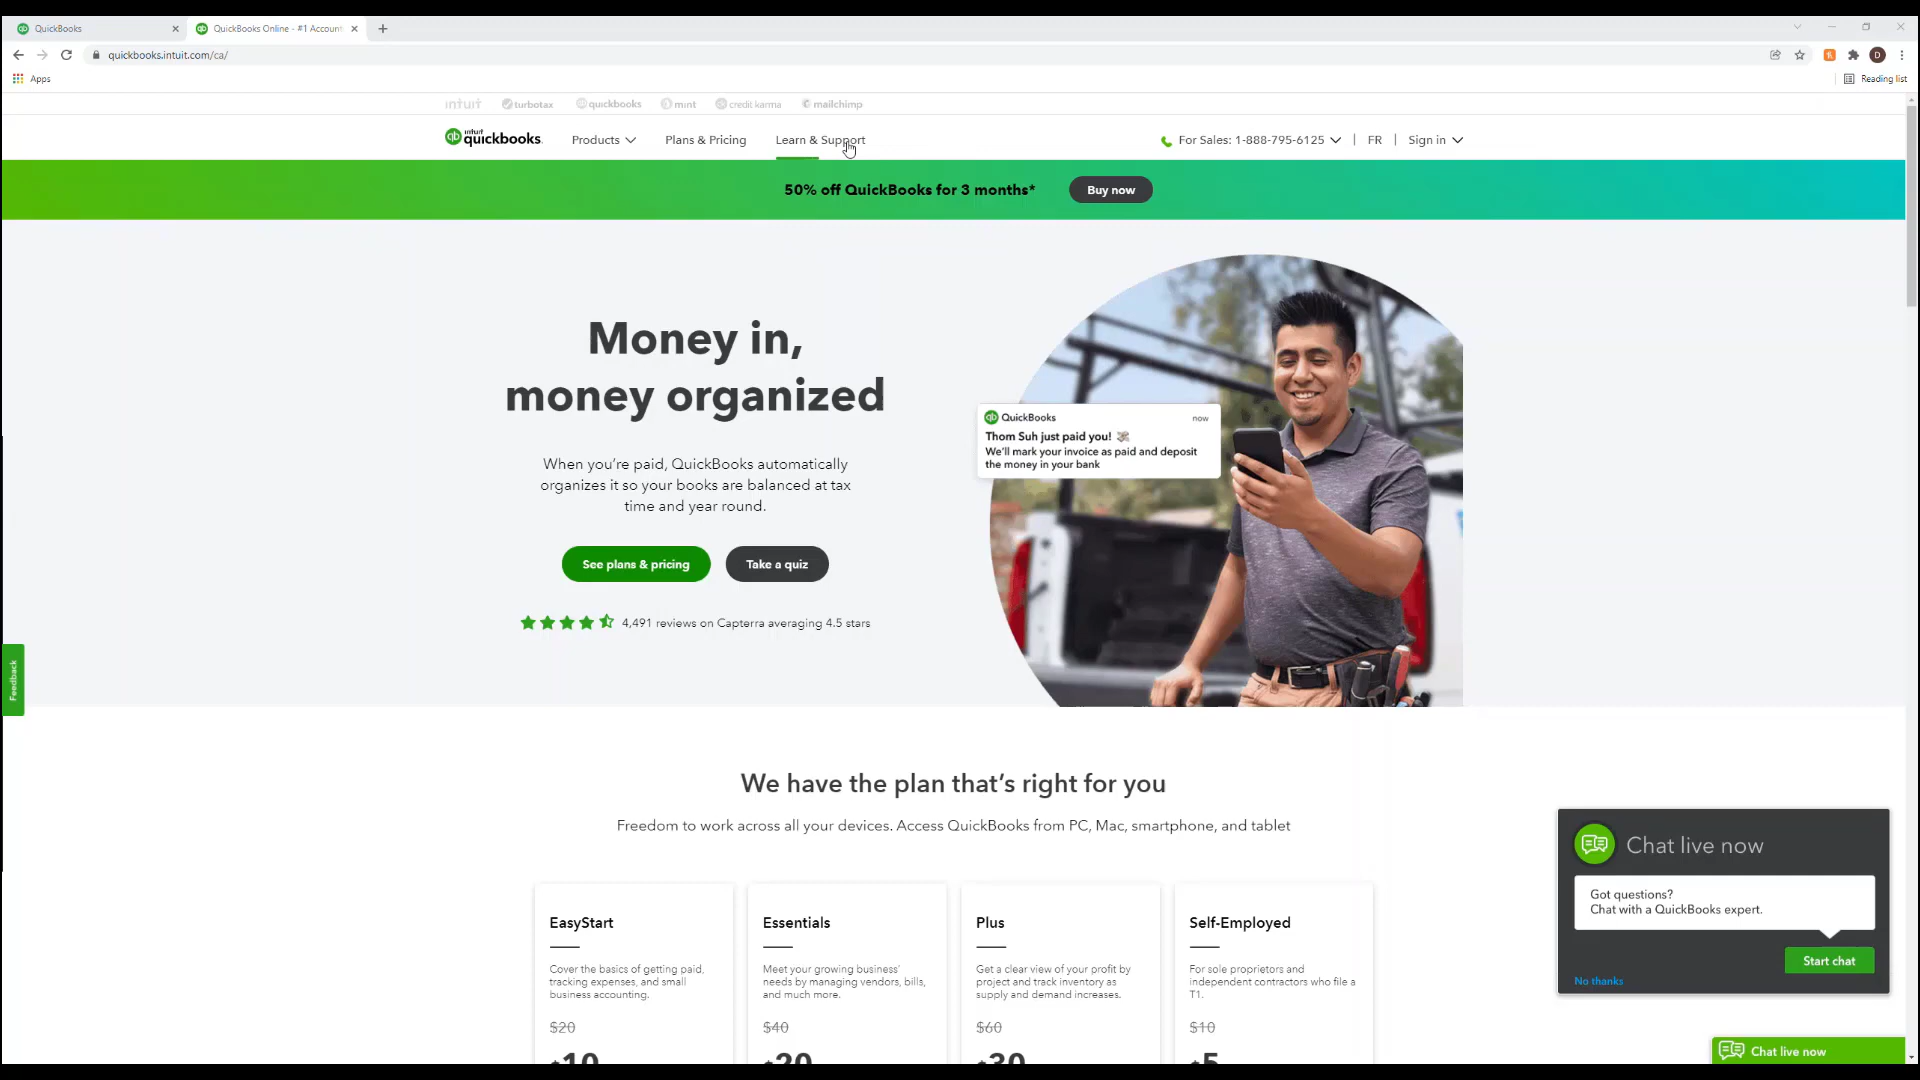 QuickBooks
QuickBooks Online - #1 Account
quickbooks.intuit.com/ca/
D
Apps
Reading list
intuit turbotax quickbooks mint credit karma mailchimp
intuit
quickbooks. Products Plans & Pricing Learn & Support For Sales: 1-888-795-6125 | FR | Sign in
50% off QuickBooks for 3 months* Buy now
Money in,
money organized
When you're paid, QuickBooks automatically
organizes it so your books are balanced at tax
time and year round.
See plans & pricing Take a quiz
4,491 reviews on Capterra averaging 4.5 stars
QuickBooks now
Thom Suh just paid you! 💸
We'll mark your invoice as paid and deposit
the money in your bank
Feedback
We have the plan that's right for you
Freedom to work across all your devices. Access QuickBooks from PC, Mac, smartphone, and tablet
EasyStart
Cover the basics of getting paid,
tracking expenses, and small
business accounting.
$20
$10
Essentials
Meet your growing business'
needs by managing vendors, bills,
and much more.
$40
$20
Plus
Get a clear view of your profit by
project and track inventory as
supply and demand increases.
$60
$30
Self-Employed
For sole proprietors and
independent contractors who file a
T1.
$10
$5
Chat live now
Got questions?
Chat with a QuickBooks expert.
Start chat
No thanks
Chat live now